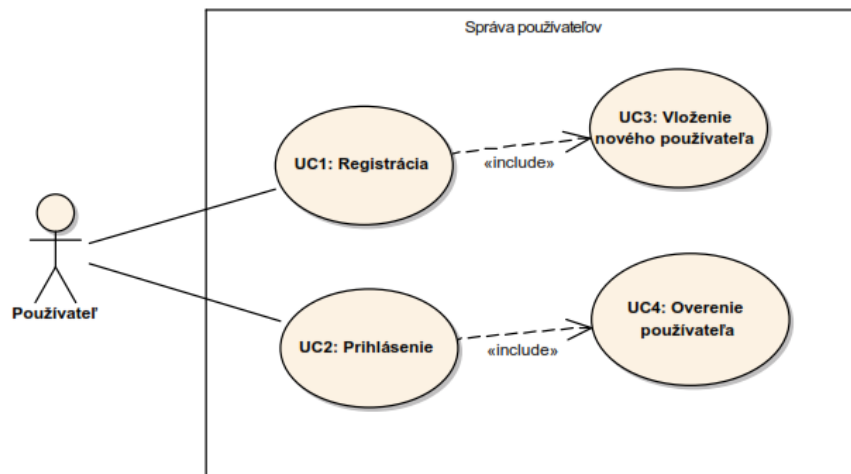 Správa používateľov
UC1: Registrácia
«include»
UC3: Vloženie
nového používateľa
Používateľ
UC2: Prihlásenie
«include»
UC4: Overenie
používateľa